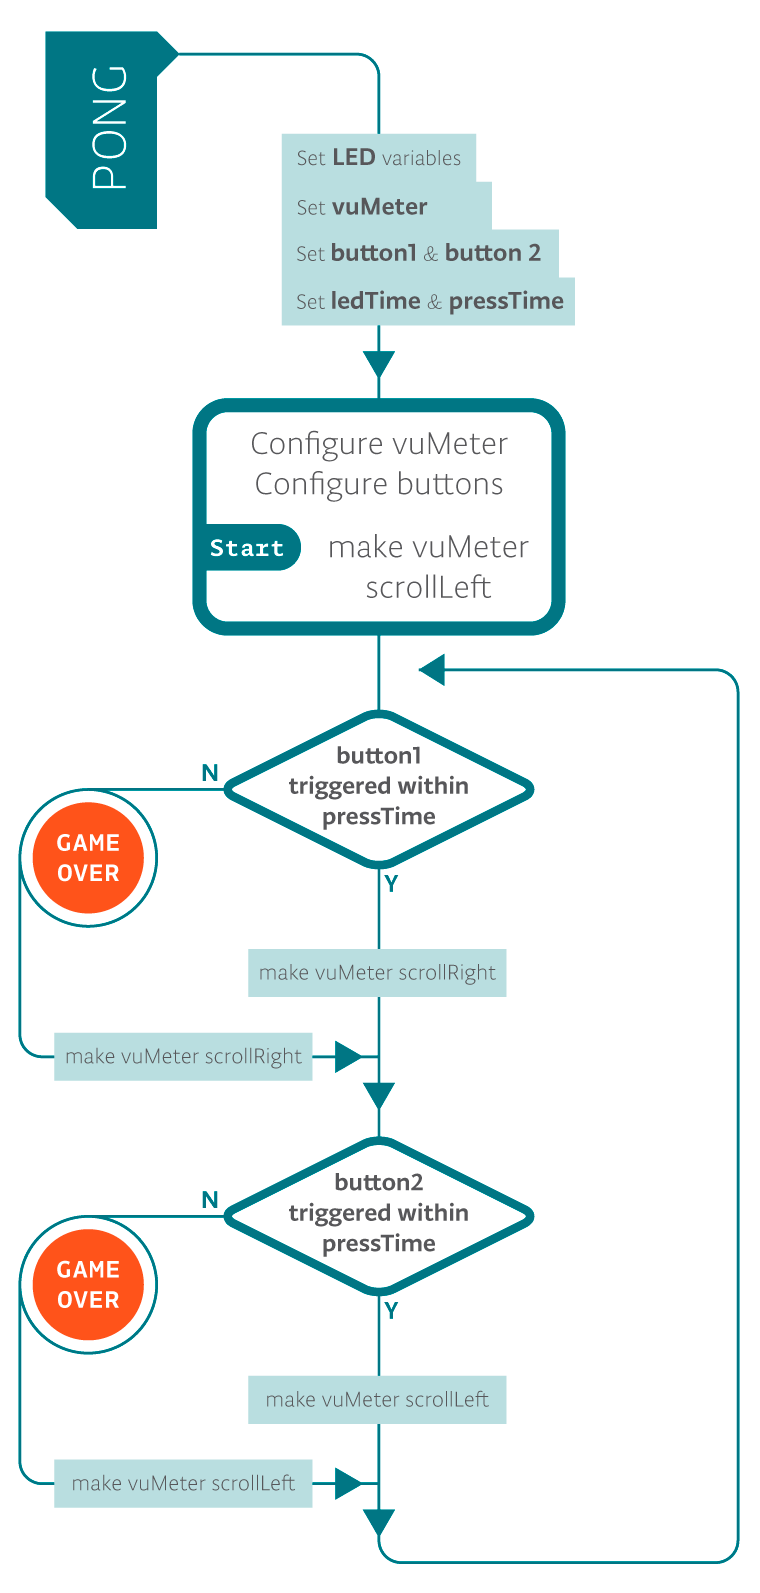 PONG
Set LED variables
Set vuMeter
Set button1 & button 2
Set ledTime & pressTime
Configure vuMeter
Configure buttons
Start
make vuMeter
scrollLeft
button1
triggered within
pressTime
N
GAME
OVER
Y
make vuMeter scrollRight
make vuMeter scrollRight
button2
triggered within
pressTime
N
GAME
OVER
Y
make vuMeter scrollLeft
make vuMeter scrollLeft